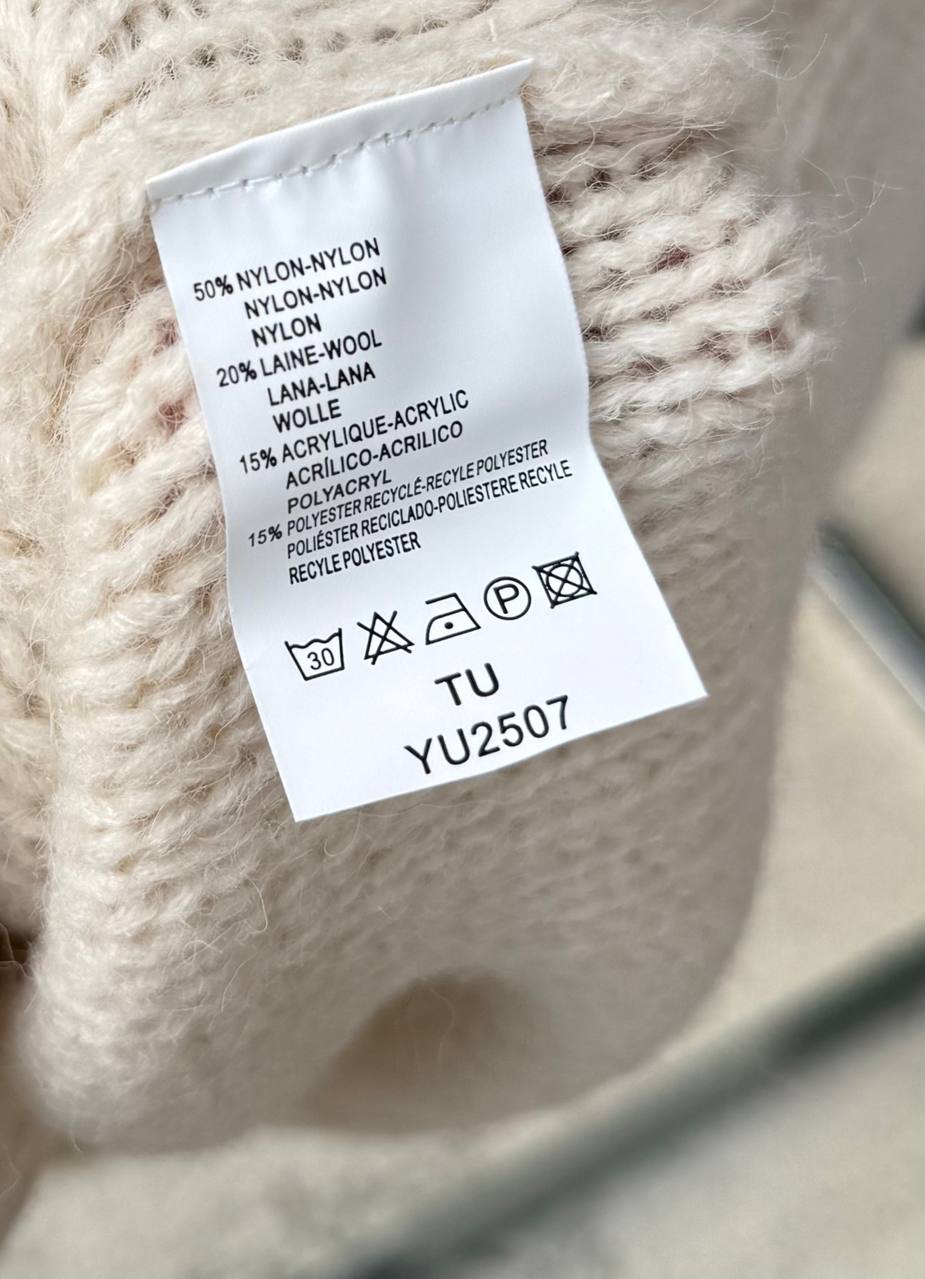 50% NYLON-NYLON
NYLON-NYLON
NYLON
20% LAINE-WOOL
LANA-LANA
WOLLE
15% ACRYLIQUE-ACRYLIC
ACRÍLICO-ACRILICO
POLYACRYL
15% POLYESTER RECYCLÉ-RECYLE POLYESTER
POLIÉSTER RECICLADO-POLIESTERE RECYCLE
RECYLE POLYESTER
30 P
TU
YU2507